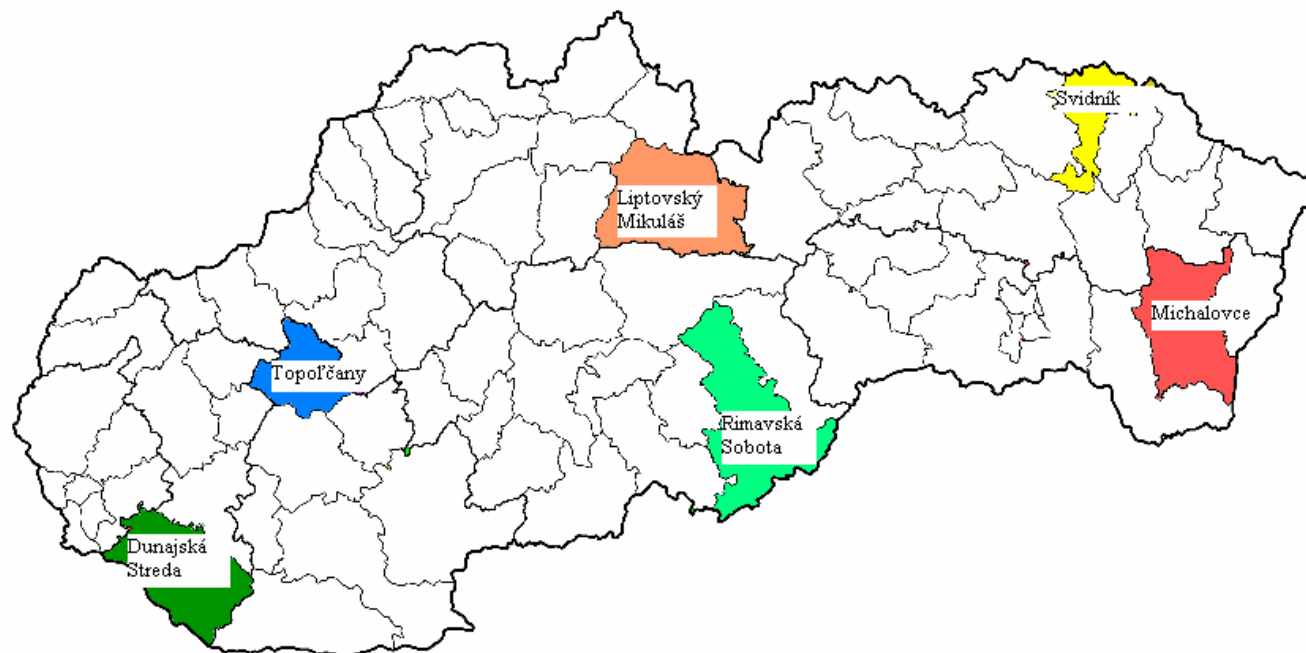 Svidník
Liptovský
Mikuláš
Michalovce
Topoľčany
Rimavská
Sobota
Dunajská
Streda